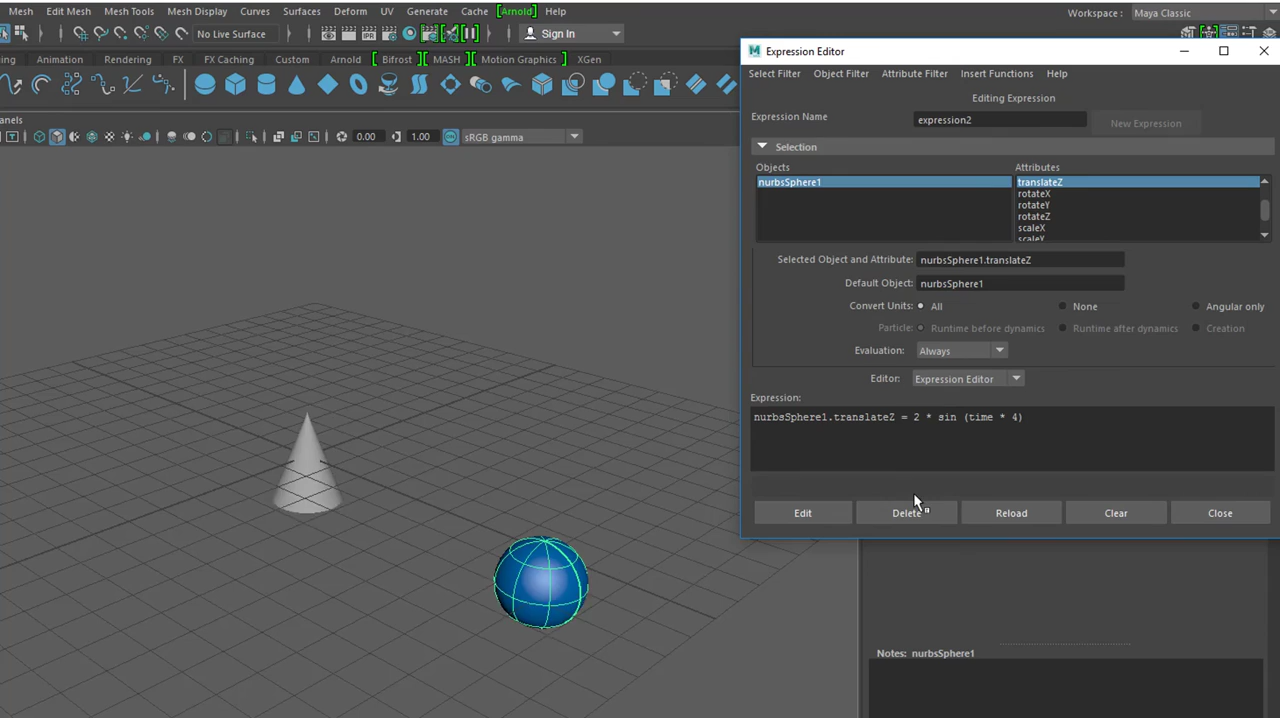 Mesh Edit Mesh Mesh Tools Mesh Display Curves Surfaces Deform UV Generate Cache [Arnold] Help
Workspace: Maya Classic
No Live Surface
Sign In
Animation Rendering FX FX Caching Custom Arnold Bifrost MASH Motion Graphics XGen
anels
0.00 1.00 sRGB gamma
Expression Editor
Select Filter Object Filter Attribute Filter Insert Functions Help
Editing Expression
Expression Name expression2 New Expression
Selection
Objects Attributes
nurbsSphere1 translateZ
rotateX
rotateY
rotateZ
scaleX
scaleY
Selected Object and Attribute: nurbsSphere1.translateZ
Default Object: nurbsSphere1
Convert Units: All None Angular only
Particle: Runtime before dynamics Runtime after dynamics Creation
Evaluation: Always
Editor: Expression Editor
Expression:
nurbsSphere1.translateZ = 2 * sin (time * 4)
Edit Delete Reload Clear Close
Notes: nurbsSphere1